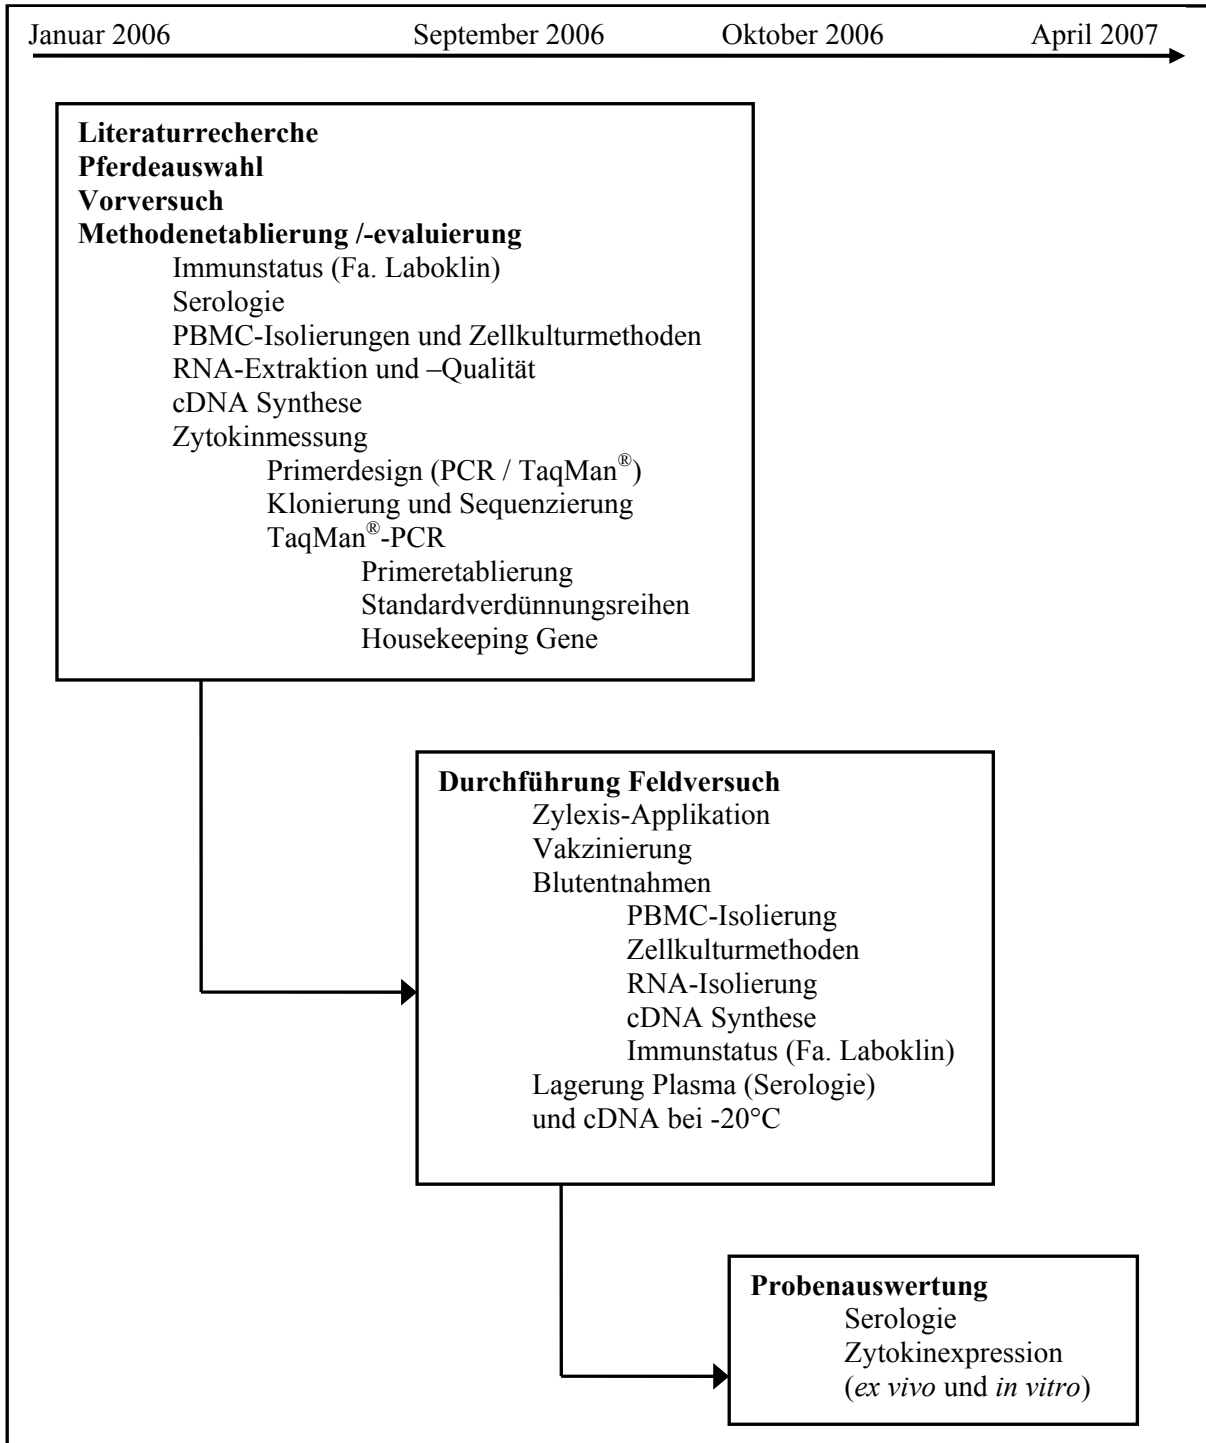 Januar 2006 September 2006 Oktober 2006 April 2007
Literaturrecherche
Pferdeauswahl
Vorversuch
Methodenetablierung /-evaluierung
Immunstatus (Fa. Laboklin)
Serologie
PBMC-Isolierungen und Zellkulturmethoden
RNA-Extraktion und –Qualität
cDNA Synthese
Zytokinmessung
Primerdesign (PCR / TaqMan®)
Klonierung und Sequenzierung
TaqMan®-PCR
Primeretablierung
Standardverdünnungsreihen
Housekeeping Gene
Durchführung Feldversuch
Zylexis-Applikation
Vakzinierung
Blutentnahmen
PBMC-Isolierung
Zellkulturmethoden
RNA-Isolierung
cDNA Synthese
Immunstatus (Fa. Laboklin)
Lagerung Plasma (Serologie)
und cDNA bei -20°C
Probenauswertung
Serologie
Zytokinexpression
(ex vivo und in vitro)